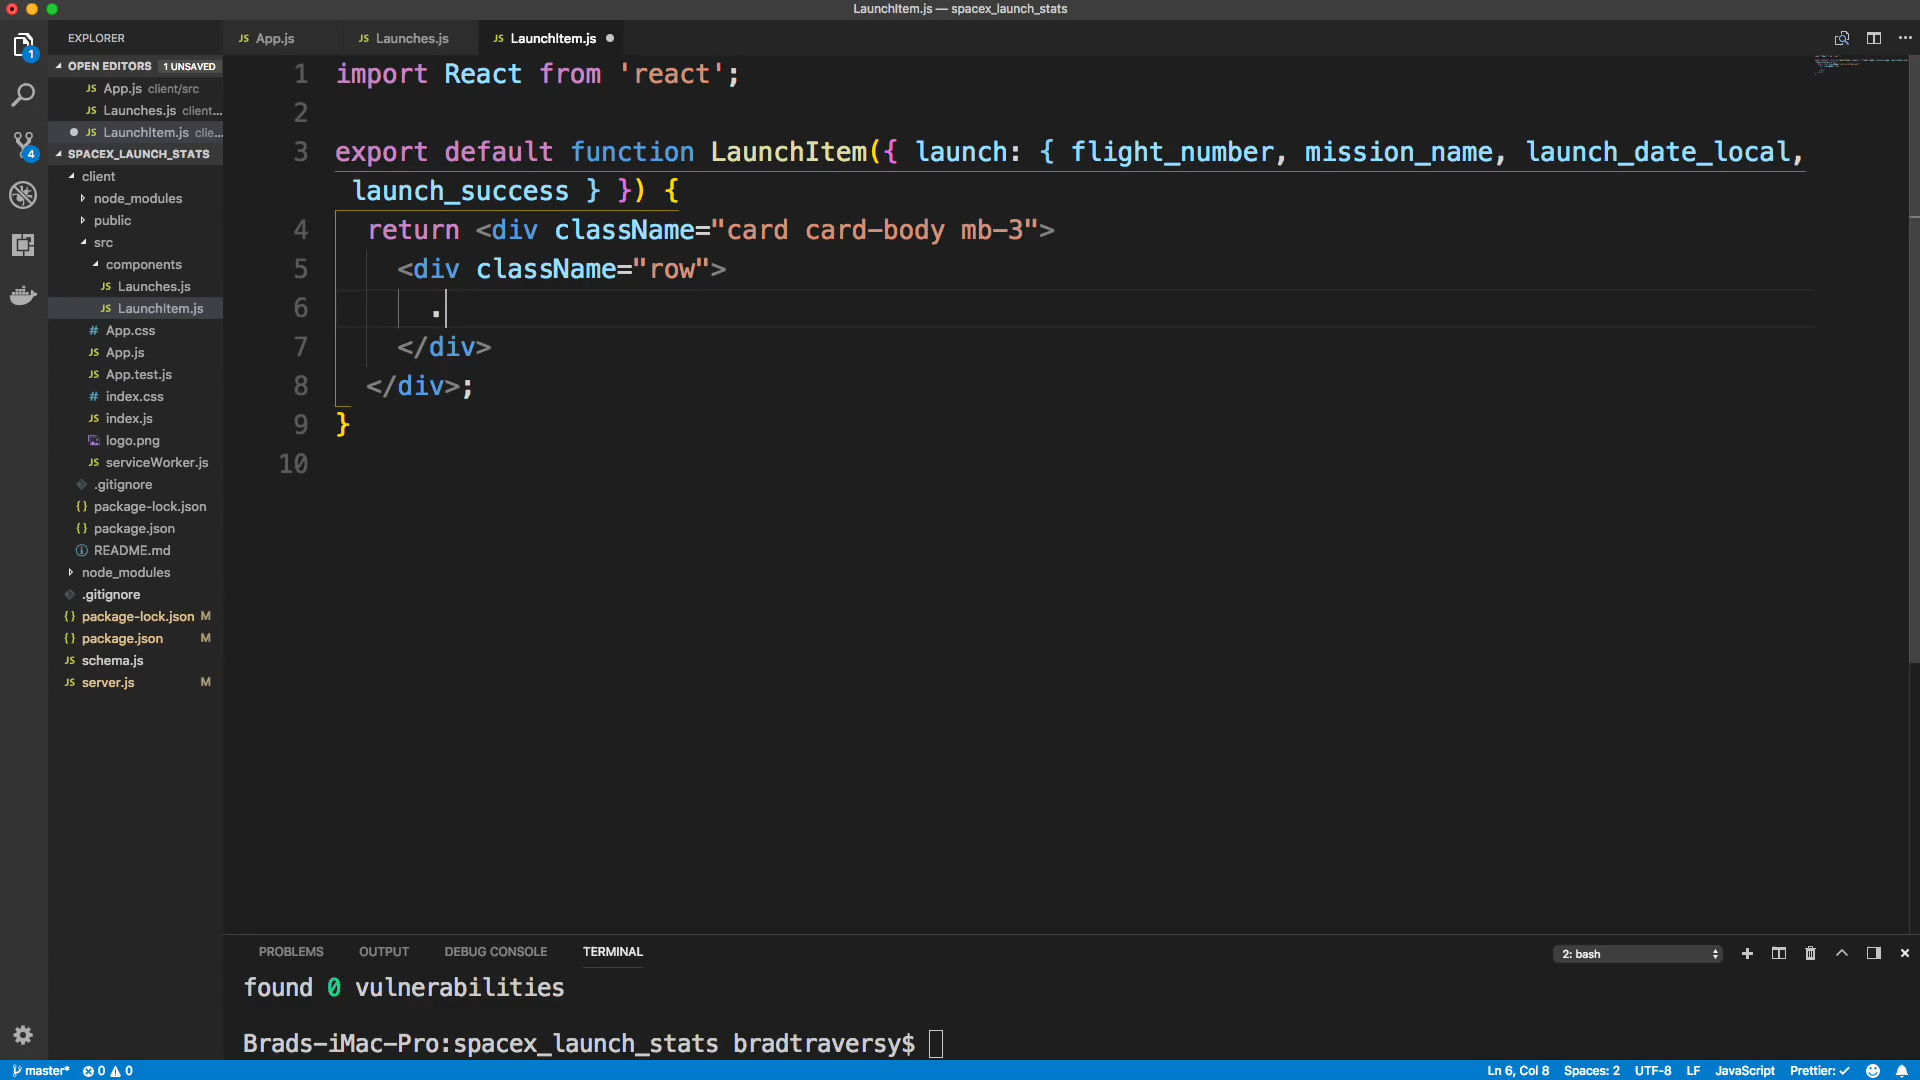 LaunchItem.js — spacex_launch_stats
EXPLORER
OPEN EDITORS 1 UNSAVED
JS App.js client/src
JS Launches.js client...
JS LaunchItem.js clie...
SPACEX_LAUNCH_STATS
client
node_modules
public
src
components
JS Launches.js
JS LaunchItem.js
# App.css
JS App.js
JS App.test.js
# index.css
JS index.js
logo.png
JS serviceWorker.js
.gitignore
{} package-lock.json
{} package.json
README.md
node_modules
.gitignore
{} package-lock.json M
{} package.json M
JS schema.js
JS server.js M
1
4
JS App.js JS Launches.js JS LaunchItem.js
1 import React from 'react';
2
3 export default function LaunchItem({ launch: { flight_number, mission_name, launch_date_local,
launch_success } }) {
4 return <div className="card card-body mb-3">
5 <div className="row">
6 .
7 </div>
8 </div>;
9 }
10
PROBLEMS OUTPUT DEBUG CONSOLE TERMINAL 2: bash
found 0 vulnerabilities
Brads-iMac-Pro:spacex_launch_stats bradtraversy$
master* 0 0 Ln 6, Col 8 Spaces: 2 UTF-8 LF JavaScript Prettier: ✓